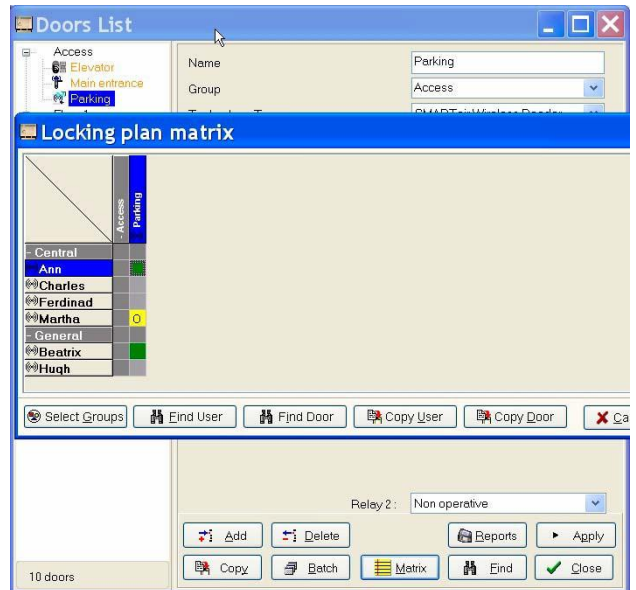 Doors List
Access
Elevator
Main entrance
Parking
Name
Parking
Group
Access
Locking plan matrix
- Access
Parking
- Central
Ann
Charles
Ferdinad
Martha
O
- General
Beatrix
Hugh
Select Groups
Find User
Find Door
Copy User
Copy Door
Ca
Relay 2 :
Non operative
Add
Delete
Reports
Apply
Copy
Batch
Matrix
Find
Close
10 doors